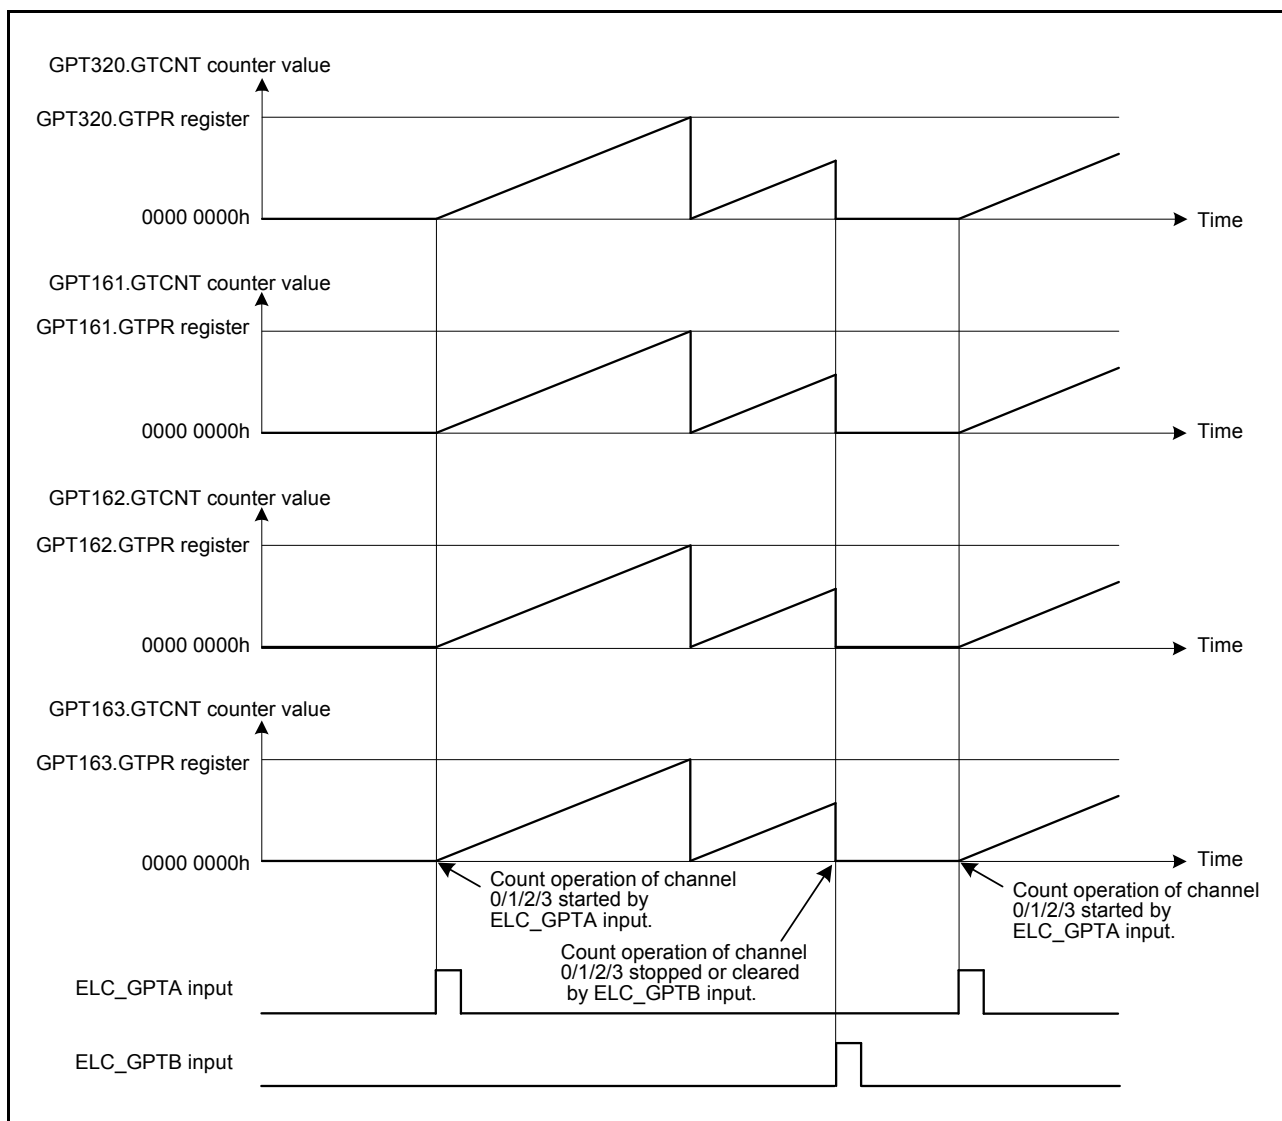 GPT320.GTCNT counter value
GPT320.GTPR register
0000 0000h
Time
GPT161.GTCNT counter value
GPT161.GTPR register
0000 0000h
Time
GPT162.GTCNT counter value
GPT162.GTPR register
0000 0000h
Time
GPT163.GTCNT counter value
GPT163.GTPR register
0000 0000h
Time
Count operation of channel
0/1/2/3 started by
ELC_GPTA input.
Count operation of channel
0/1/2/3 stopped or cleared
by ELC_GPTB input.
Count operation of channel
0/1/2/3 started by
ELC_GPTA input.
ELC_GPTA input
ELC_GPTB input